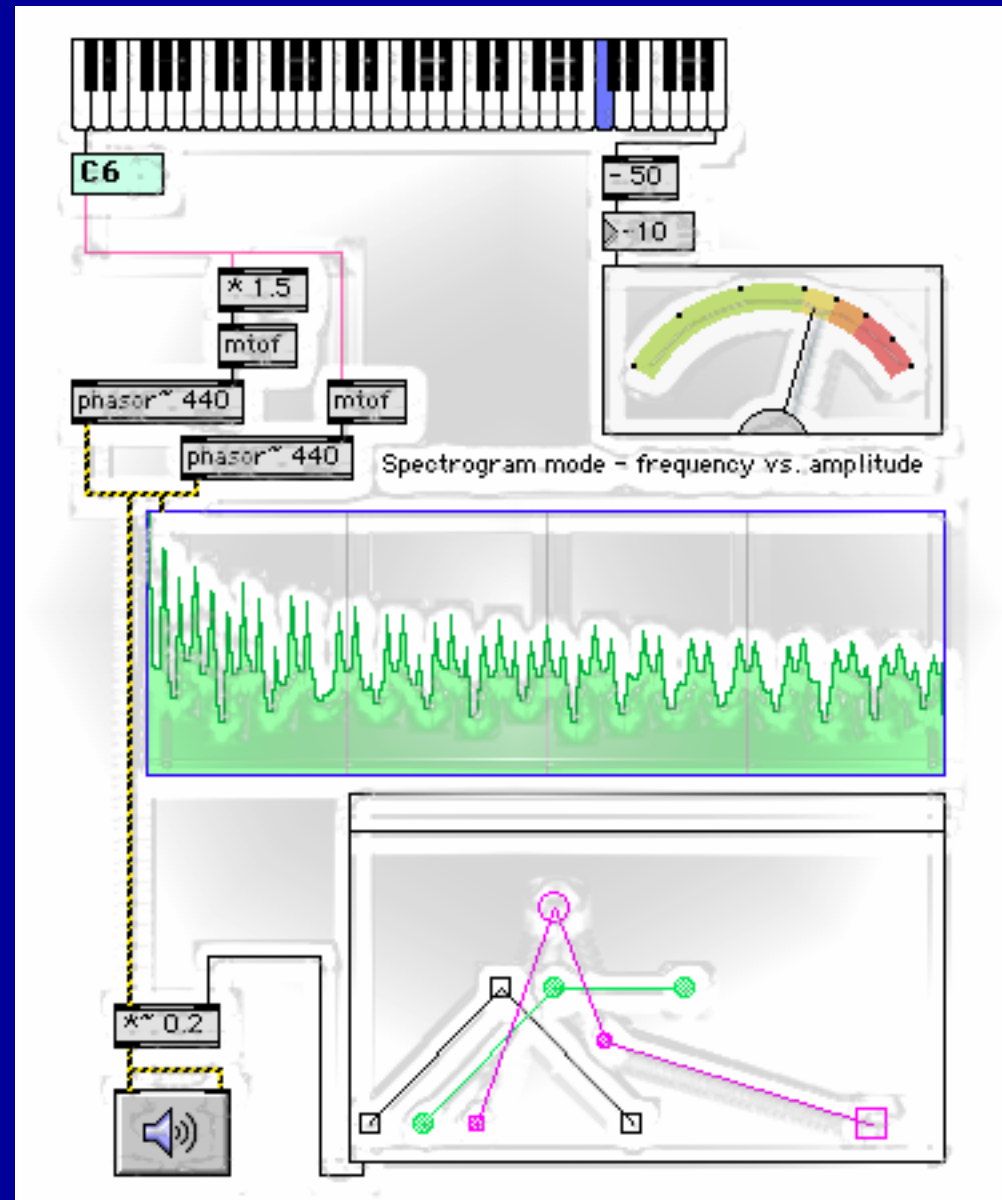 C6
- 50
-10
* 1.5
mtof
phasor~ 440
mtof
phasor~ 440
Spectrogram mode - frequency vs. amplitude
*~ 0.2